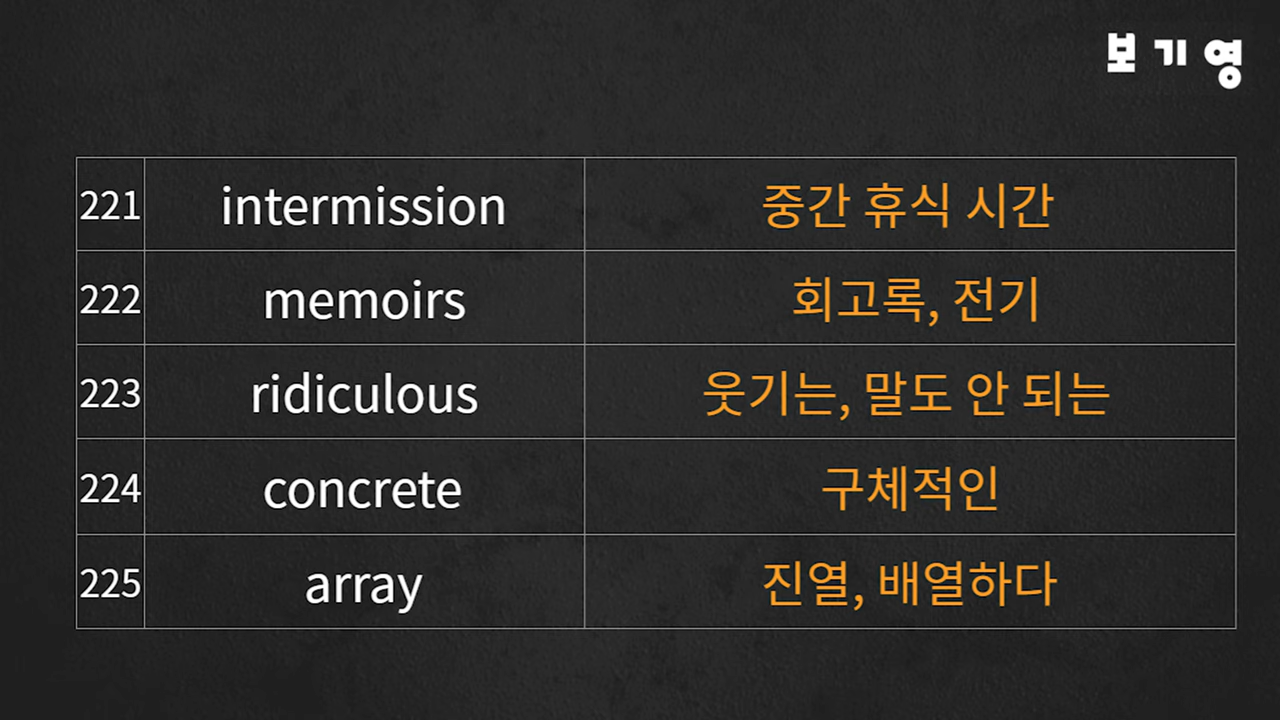 보기영
221 intermission 중간 휴식 시간
222 memoirs 회고록, 전기
223 ridiculous 웃기는, 말도 안 되는
224 concrete 구체적인
225 array 진열, 배열하다